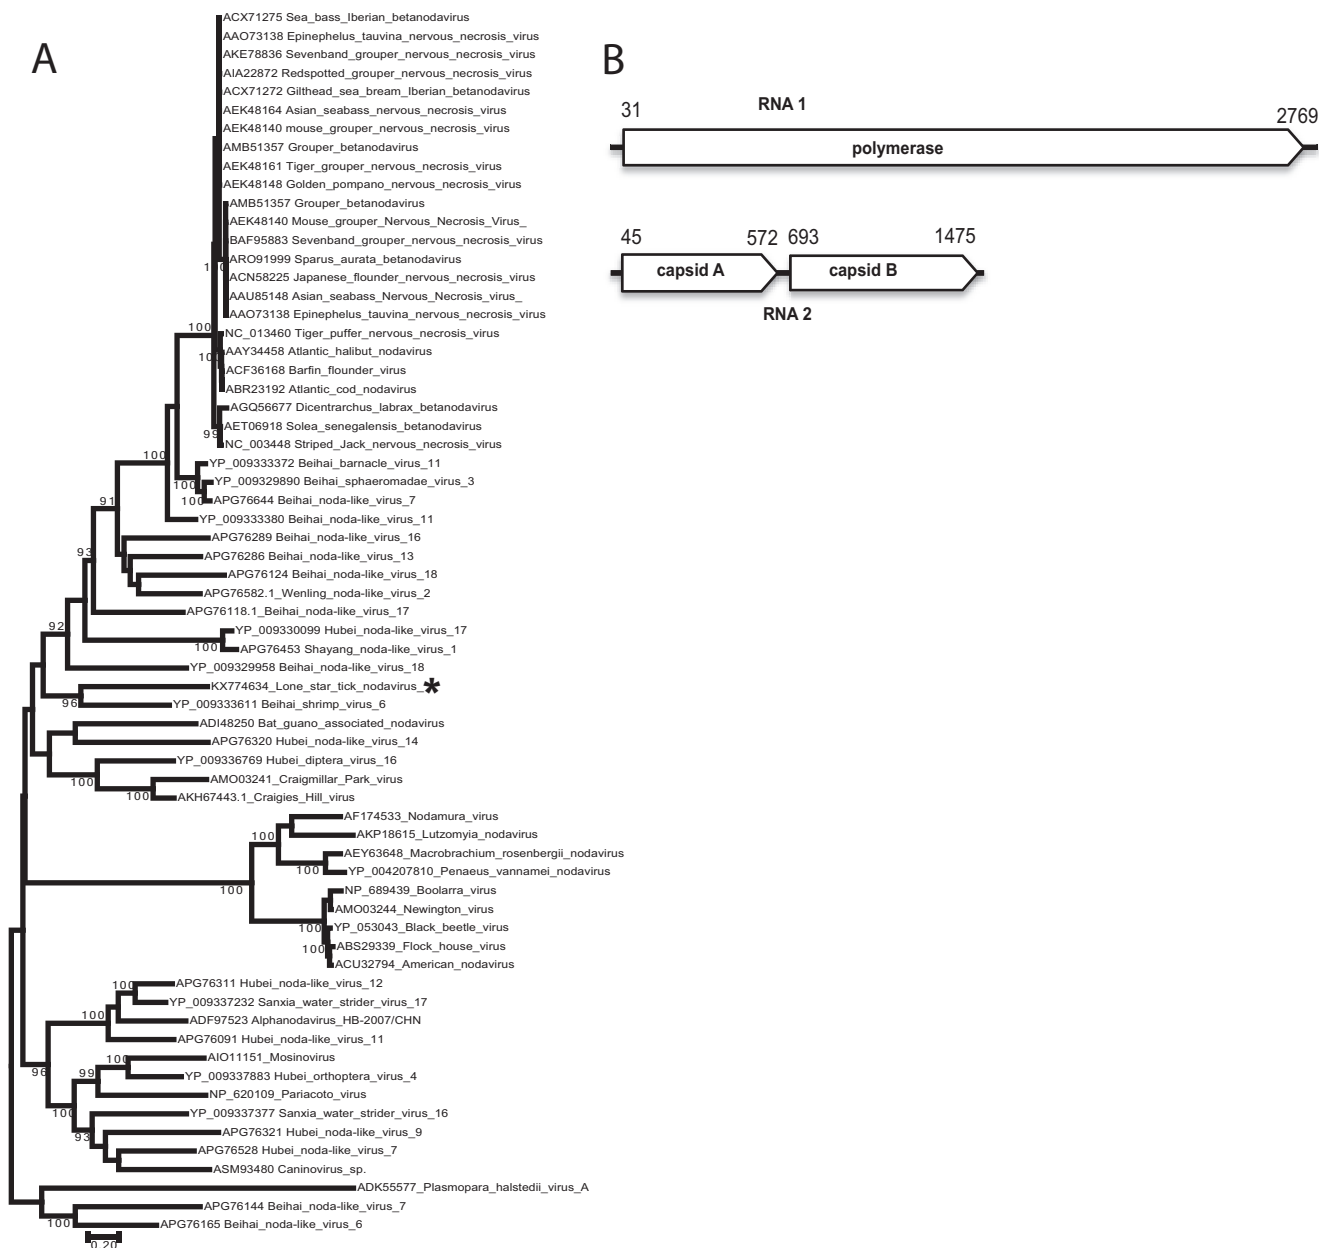 A
ACX71275 Sea_bass_Iberian_betanodavirus
AAO73138 Epinephelus_tauvina_nervous_necrosis_virus
AKE78836 Sevenband_grouper_nervous_necrosis_virus
AIA22872 Redspotted_grouper_nervous_necrosis_virus
ACX71272 Gilthead_sea_bream_Iberian_betanodavirus
AEK48164 Asian_seabass_nervous_necrosis_virus
AEK48140 mouse_grouper_nervous_necrosis_virus
AMB51357 Grouper_betanodavirus
AEK48161 Tiger_grouper_nervous_necrosis_virus
AEK48148 Golden_pompano_nervous_necrosis_virus
AMB51357 Grouper_betanodavirus
AEK48140 Mouse_grouper_Nervous_Necrosis_Virus_
BAF95883 Sevenband_grouper_nervous_necrosis_virus
ARO91999 Sparus_aurata_betanodavirus
ACN58225 Japanese_flounder_nervous_necrosis_virus
AAU85148 Asian_seabass_Nervous_Necrosis_virus_
AAO73138 Epinephelus_tauvina_nervous_necrosis_virus
100
NC_013460 Tiger_puffer_nervous_necrosis_virus
AAY34458 Atlantic_halibut_nodavirus
ACF36168 Barfin_flounder_virus
ABR23192 Atlantic_cod_nodavirus
AGQ56677 Dicentrarchus_labrax_betanodavirus
AET06918 Solea_senegalensis_betanodavirus
99
NC_003448 Striped_Jack_nervous_necrosis_virus
100
YP_009333372 Beihai_barnacle_virus_11
100
YP_009329890 Beihai_sphaeromadae_virus_3
100
APG76644 Beihai_noda-like_virus_7
91
YP_009333380 Beihai_noda-like_virus_11
APG76289 Beihai_noda-like_virus_16
93
APG76286 Beihai_noda-like_virus_13
APG76124 Beihai_noda-like_virus_18
APG76582.1_Wenling_noda-like_virus_2
APG76118.1_Beihai_noda-like_virus_17
92
YP_009330099 Hubei_noda-like_virus_17
100
APG76453 Shayang_noda-like_virus_1
YP_009329958 Beihai_noda-like_virus_18
KX774634_Lone_star_tick_nodavirus_*
96
YP_009333611 Beihai_shrimp_virus_6
ADI48250 Bat_guano_associated_nodavirus
APG76320 Hubei_noda-like_virus_14
YP_009336769 Hubei_diptera_virus_16
100
AMO03241_Craigmillar_Park_virus
100
AKH67443.1_Craigies_Hill_virus
AF174533_Nodamura_virus
100
AKP18615_Lutzomyia_nodavirus
AEY63648_Macrobrachium_rosenbergii_nodavirus
100
YP_004207810_Penaeus_vannamei_nodavirus
100
NP_689439_Boolarra_virus
AMO03244_Newington_virus
100
YP_053043_Black_beetle_virus
100
ABS29339_Flock_house_virus
ACU32794_American_nodavirus
100
APG76311 Hubei_noda-like_virus_12
YP_009337232 Sanxia_water_strider_virus_17
100
ADF97523 Alphanodavirus_HB-2007/CHN
APG76091 Hubei_noda-like_virus_11
100
AIO11151_Mosinovirus
96
99
YP_009337883 Hubei_orthoptera_virus_4
NP_620109_Pariacoto_virus
100
YP_009337377 Sanxia_water_strider_virus_16
93
APG76321 Hubei_noda-like_virus_9
APG76528 Hubei_noda-like_virus_7
ASM93480 Caninovirus_sp.
ADK55577_Plasmopara_halstedii_virus_A
APG76144 Beihai_noda-like_virus_7
100
APG76165 Beihai_noda-like_virus_6
0.20
B
RNA 1
31
2769
polymerase
45
572
693
1475
capsid A
capsid B
RNA 2